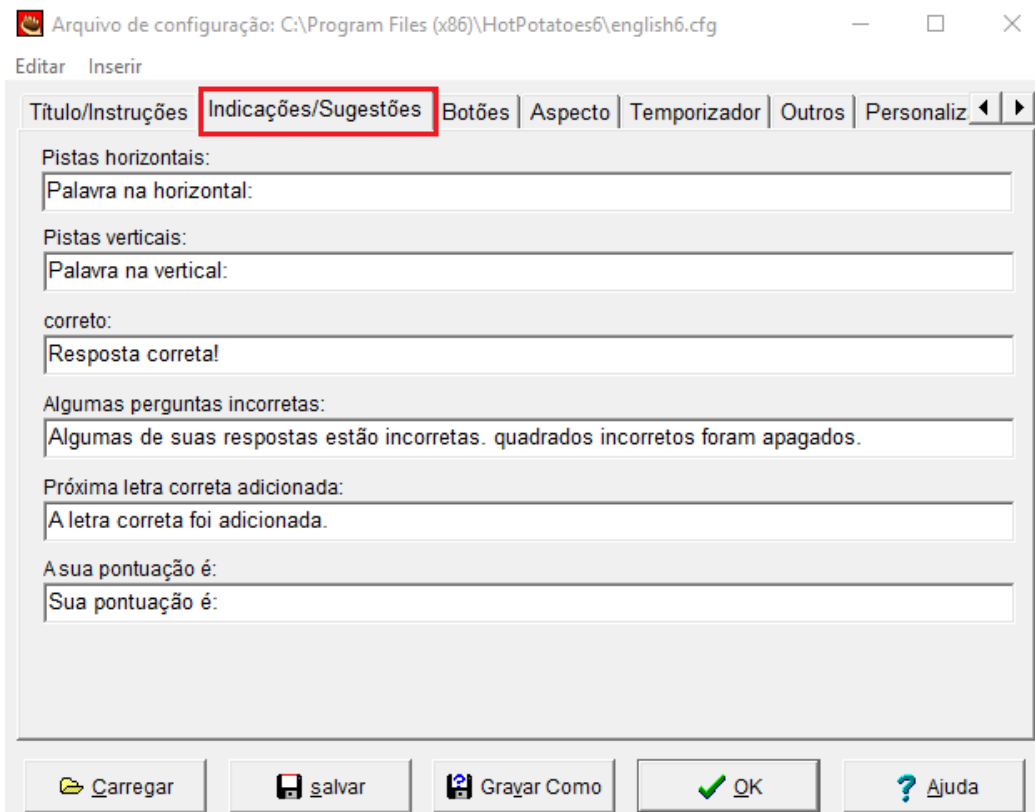 Arquivo de configuração: C:\Program Files (x86)\HotPotatoes6\english6.cfg
Editar Inserir
Título/Instruções Indicações/Sugestões Botões Aspecto Temporizador Outros Personaliz
Pistas horizontais:
Palavra na horizontal:
Pistas verticais:
Palavra na vertical:
correto:
Resposta correta!
Algumas perguntas incorretas:
Algumas de suas respostas estão incorretas. quadrados incorretos foram apagados.
Próxima letra correta adicionada:
A letra correta foi adicionada.
A sua pontuação é:
Sua pontuação é:
Carregar salvar Gravar Como OK Ajuda